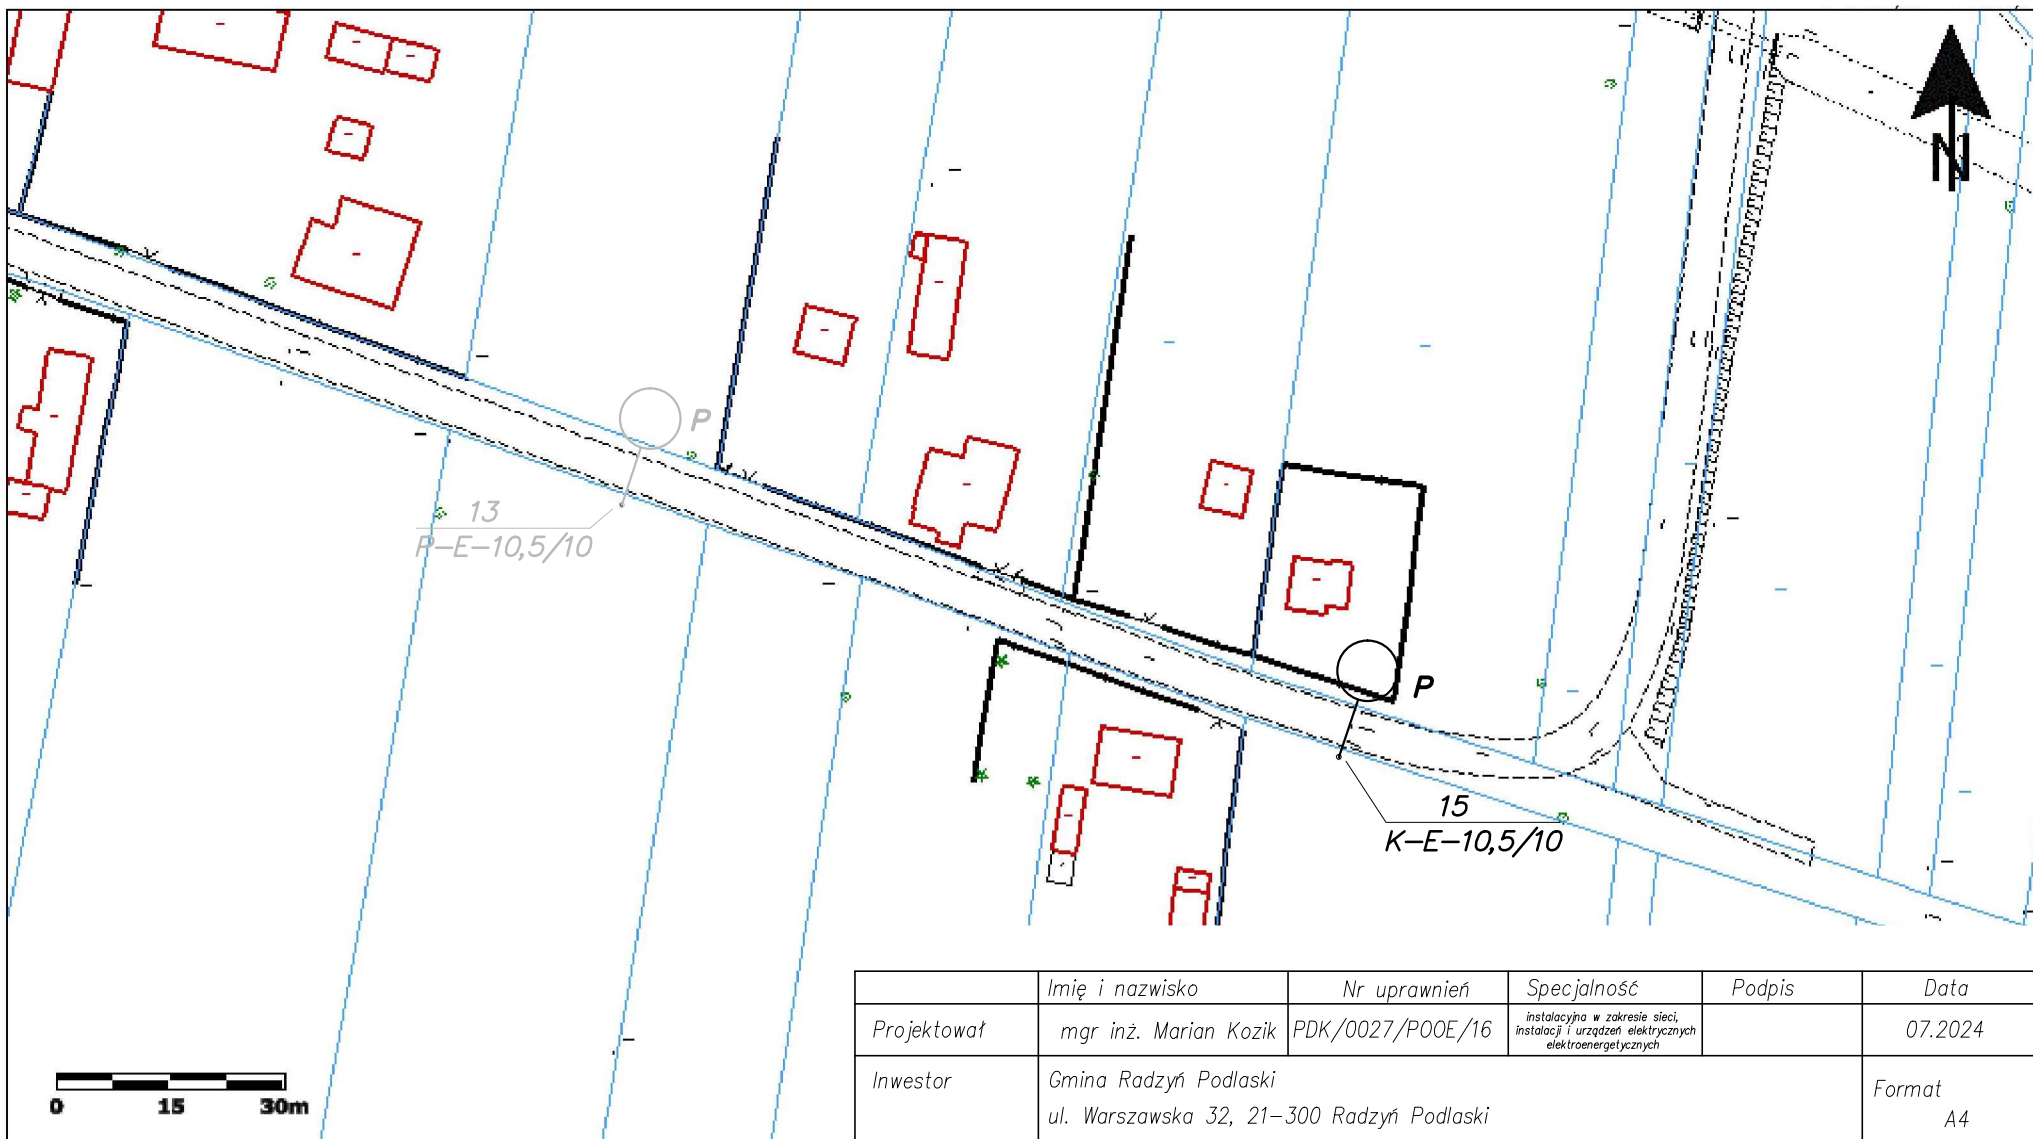 N
P
13
P-E-10,5/10
P
15
K-E-10,5/10
0 15 30m
Imię i nazwisko Nr uprawnień Specjalność Podpis Data
Projektował mgr inż. Marian Kozik PDK/0027/POOE/16 instalacyjna w zakresie sieci, instalacji i urządzeń elektrycznych elektroenergetycznych 07.2024
Inwestor Gmina Radzyń Podlaski
ul. Warszawska 32, 21-300 Radzyń Podlaski
Format
A4